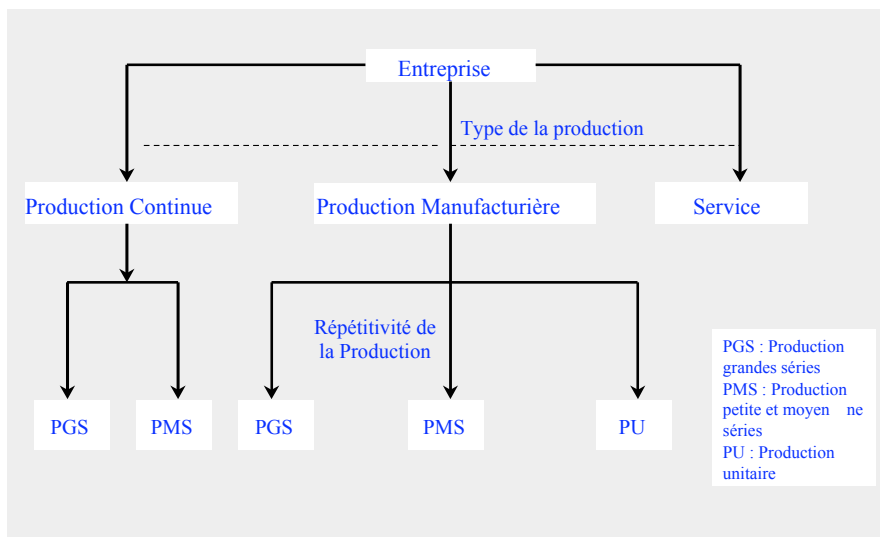 Entreprise
Type de la production
Production Continue
Production Manufacturière
Service
Répétitivité de
la Production
PGS
PMS
PGS
PMS
PU
PGS : Production
grandes séries
PMS : Production
petite et moyen ne
séries
PU : Production
unitaire